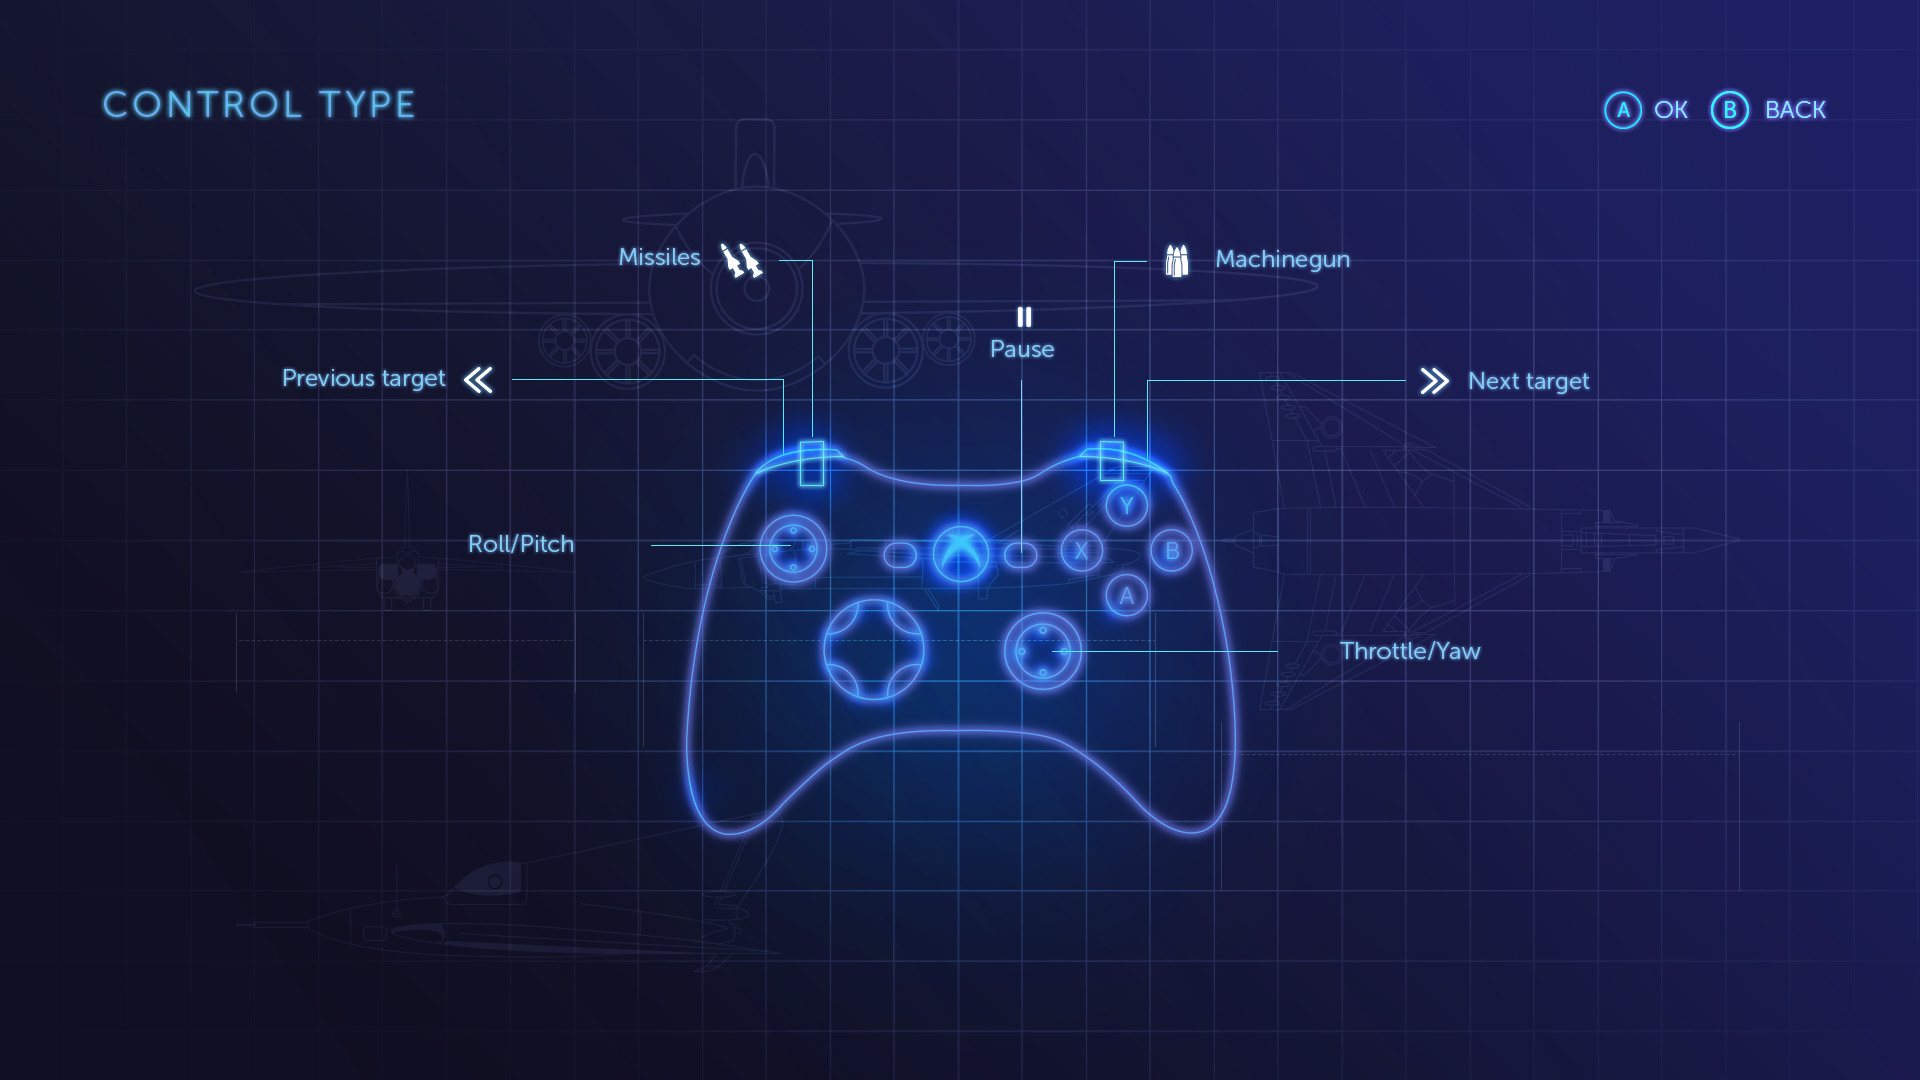 CONTROL TYPE
A OK B BACK
Missiles
Machinegun
Pause
Previous target
Next target
Y
Roll/Pitch
X
B
A
Throttle/Yaw